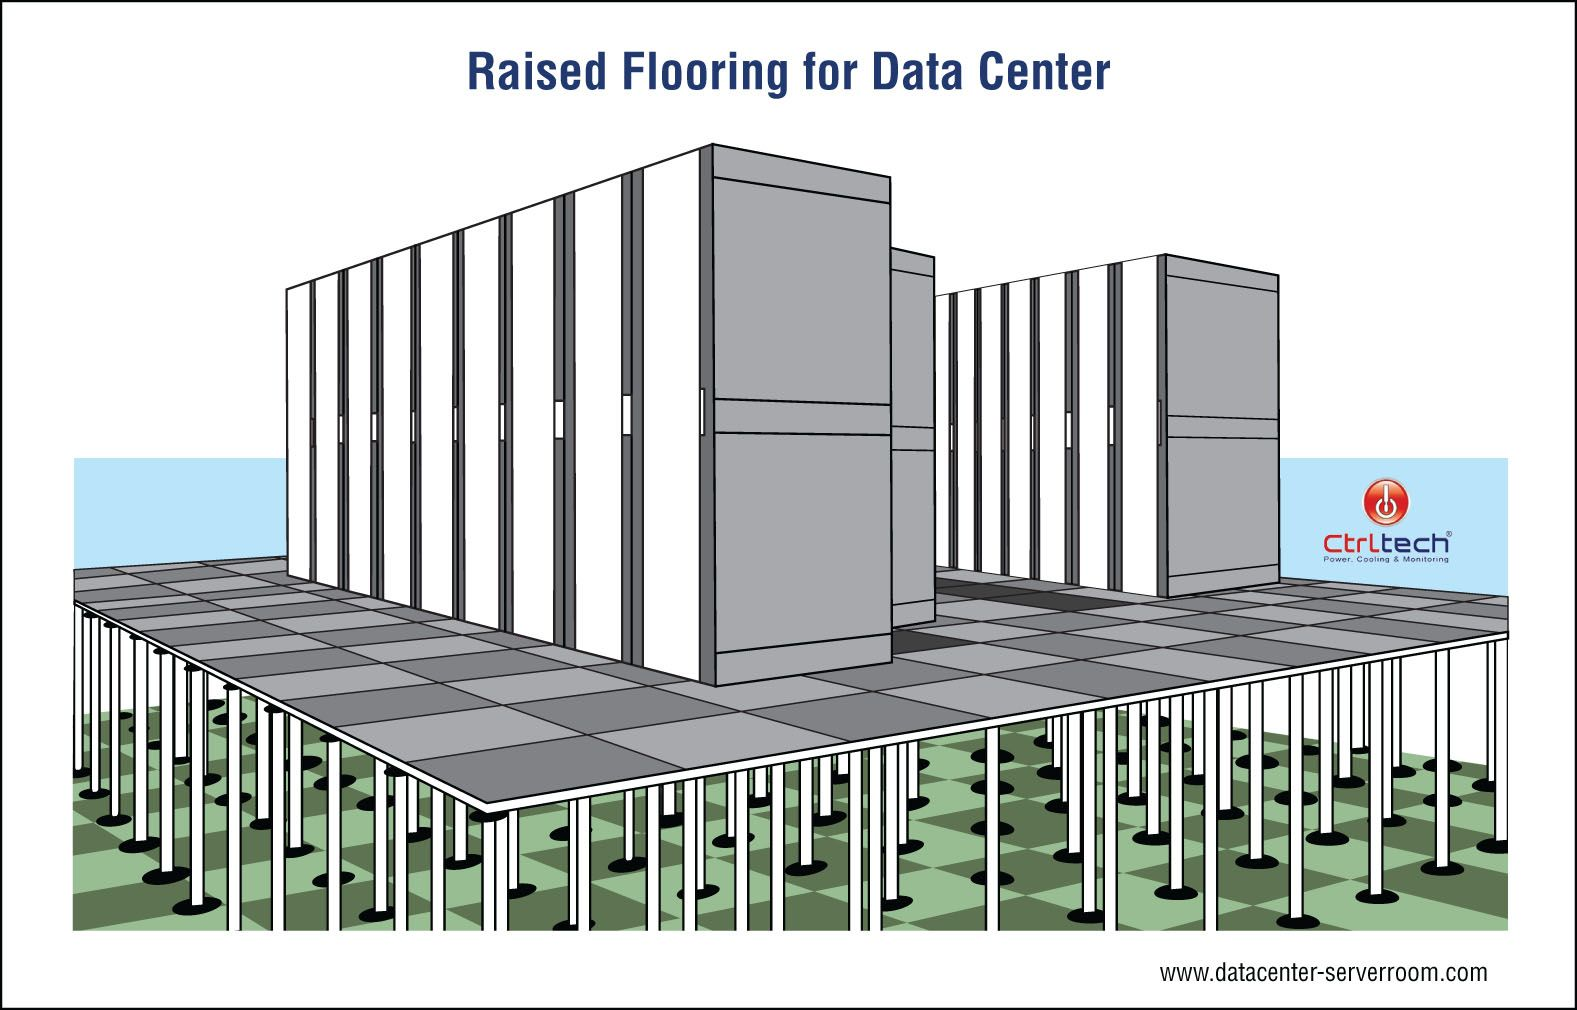 Raised Flooring for Data Center
Ctrltech®
Power, Cooling & Monitoring
www.datacenter-serverroom.com